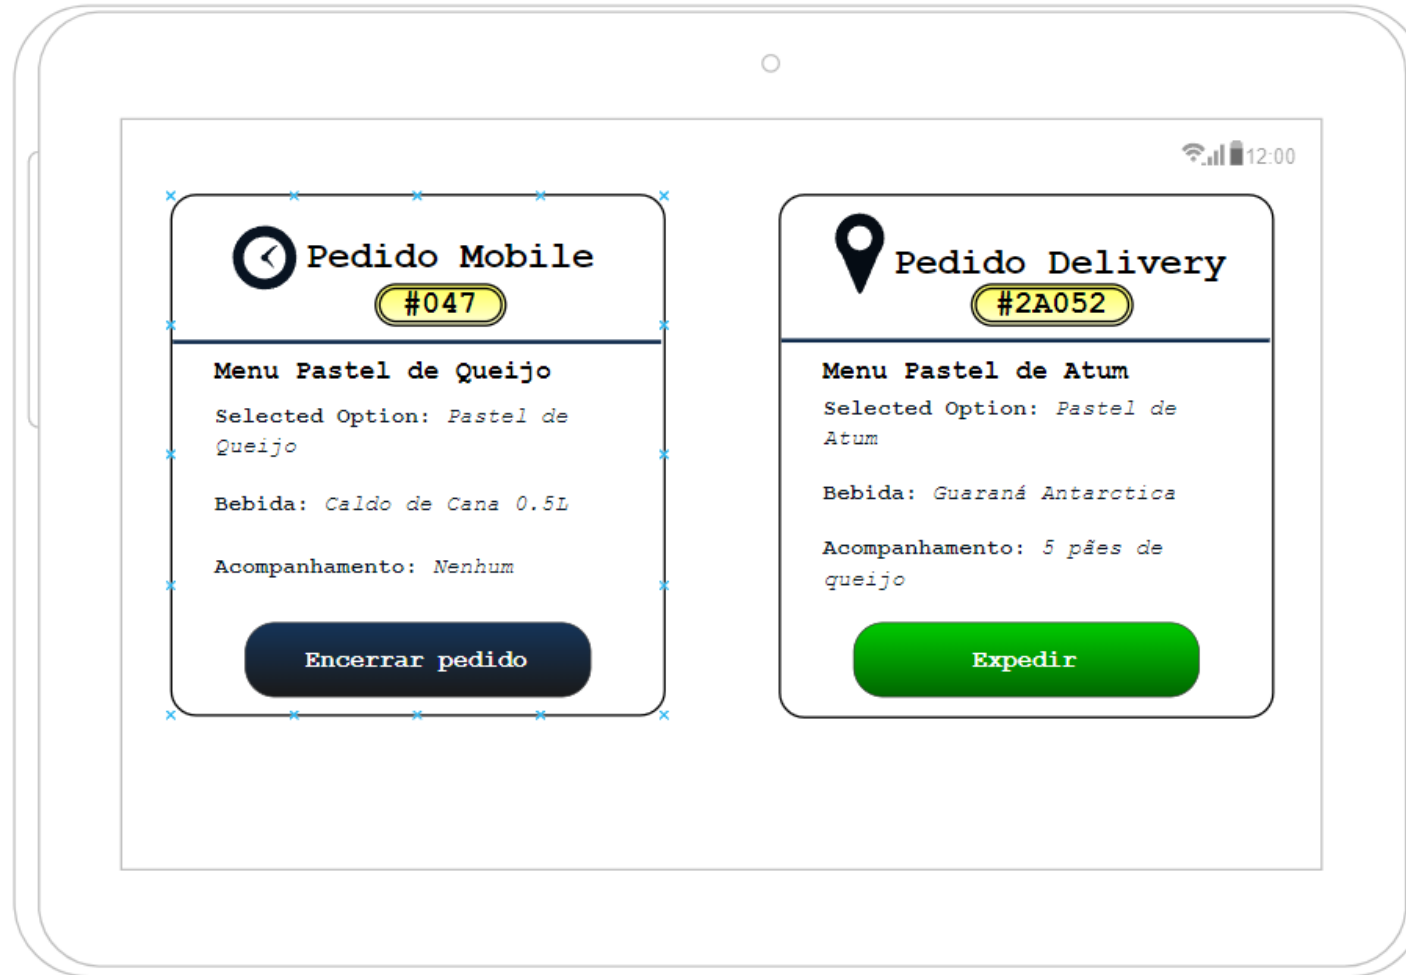 12:00
Pedido Mobile
#047
Menu Pastel de Queijo
Selected Option: Pastel de
Queijo
Bebida: Caldo de Cana 0.5L
Acompanhamento: Nenhum
Encerrar pedido
Pedido Delivery
#2A052
Menu Pastel de Atum
Selected Option: Pastel de
Atum
Bebida: Guaraná Antarctica
Acompanhamento: 5 pães de
queijo
Expedir